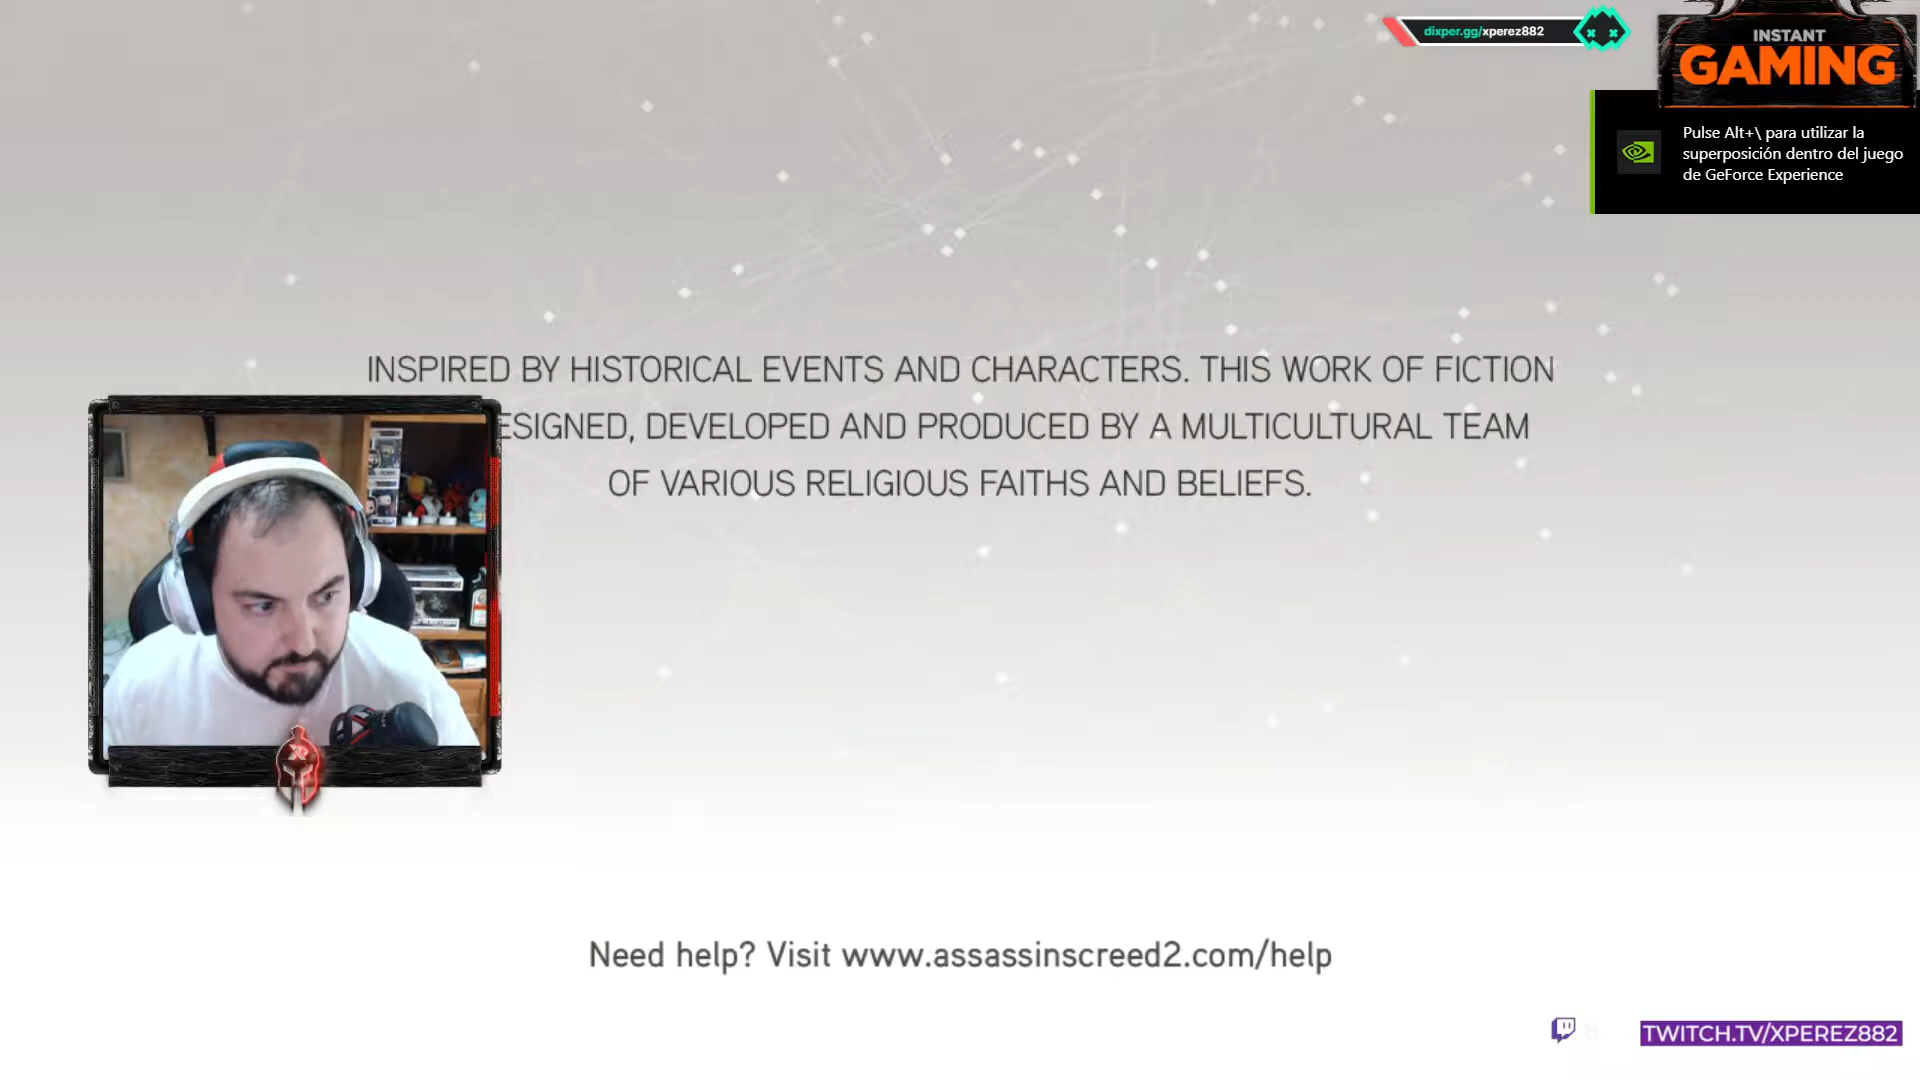 dixper.gg/xperez882
INSTANT
GAMING
Pulse Alt+\ para utilizar la
superposición dentro del juego
de GeForce Experience
INSPIRED BY HISTORICAL EVENTS AND CHARACTERS. THIS WORK OF FICTION
ESIGNED, DEVELOPED AND PRODUCED BY A MULTICULTURAL TEAM
OF VARIOUS RELIGIOUS FAITHS AND BELIEFS.
Need help? Visit www.assassinscreed2.com/help
TWITCH.TV/XPEREZ882